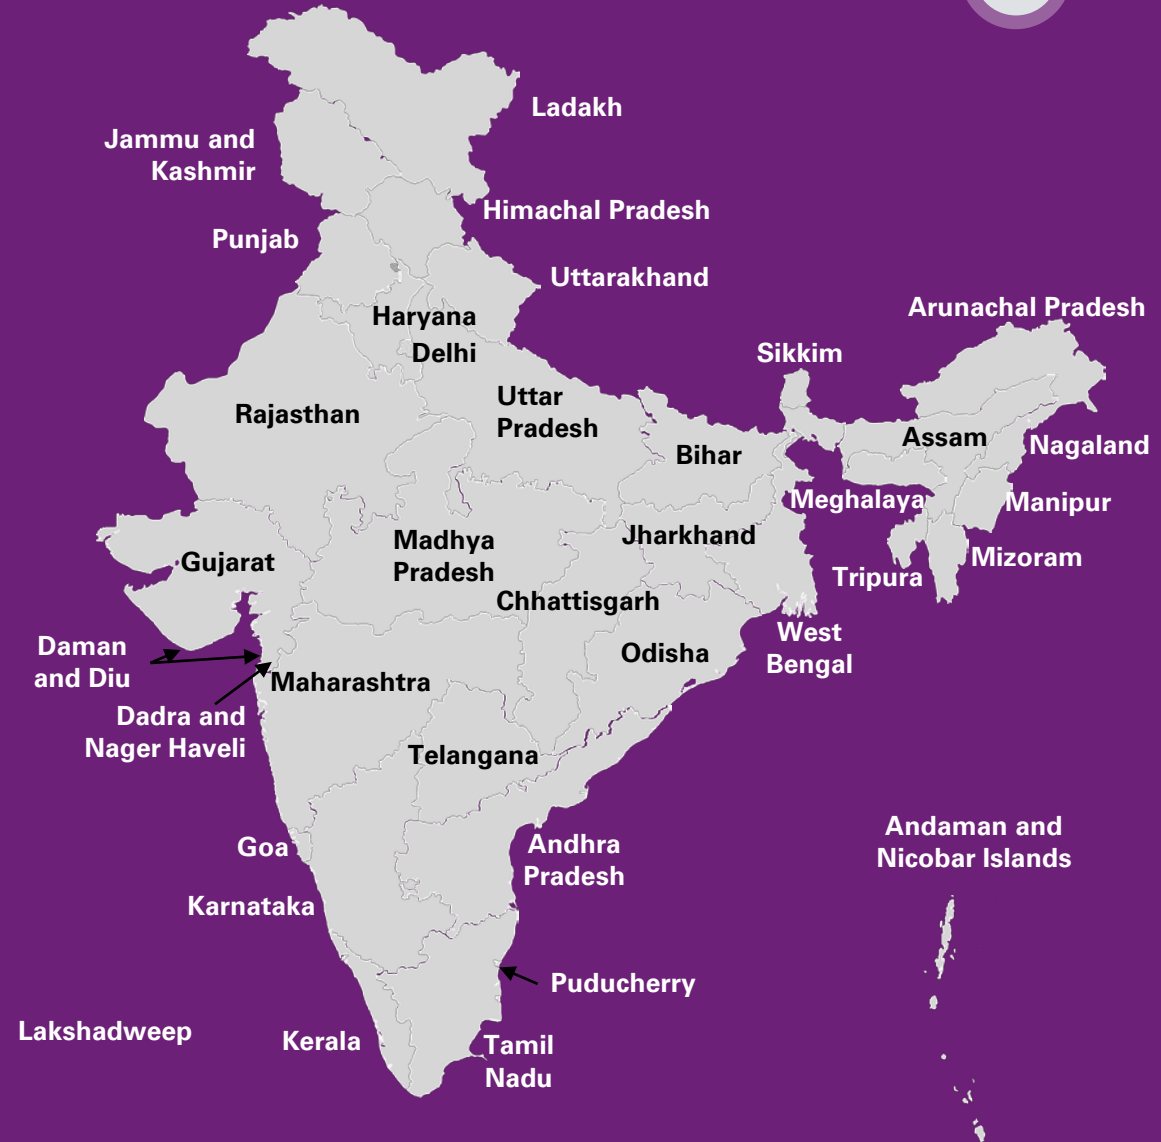 Ladakh
Jammu and
Kashmir
Himachal Pradesh
Punjab
Uttarakhand
Arunachal Pradesh
Haryana
Sikkim
Delhi
Uttar
Pradesh
Rajasthan
Assam
Nagaland
Bihar
Meghalaya
Manipur
Jharkhand
Madhya
Pradesh
Gujarat
Mizoram
Tripura
Chhattisgarh
West
Bengal
Daman
and Diu
Odisha
Maharashtra
Dadra and
Nager Haveli
Telangana
Andaman and
Nicobar Islands
Goa
Andhra
Pradesh
Karnataka
Puducherry
Lakshadweep
Kerala
Tamil
Nadu